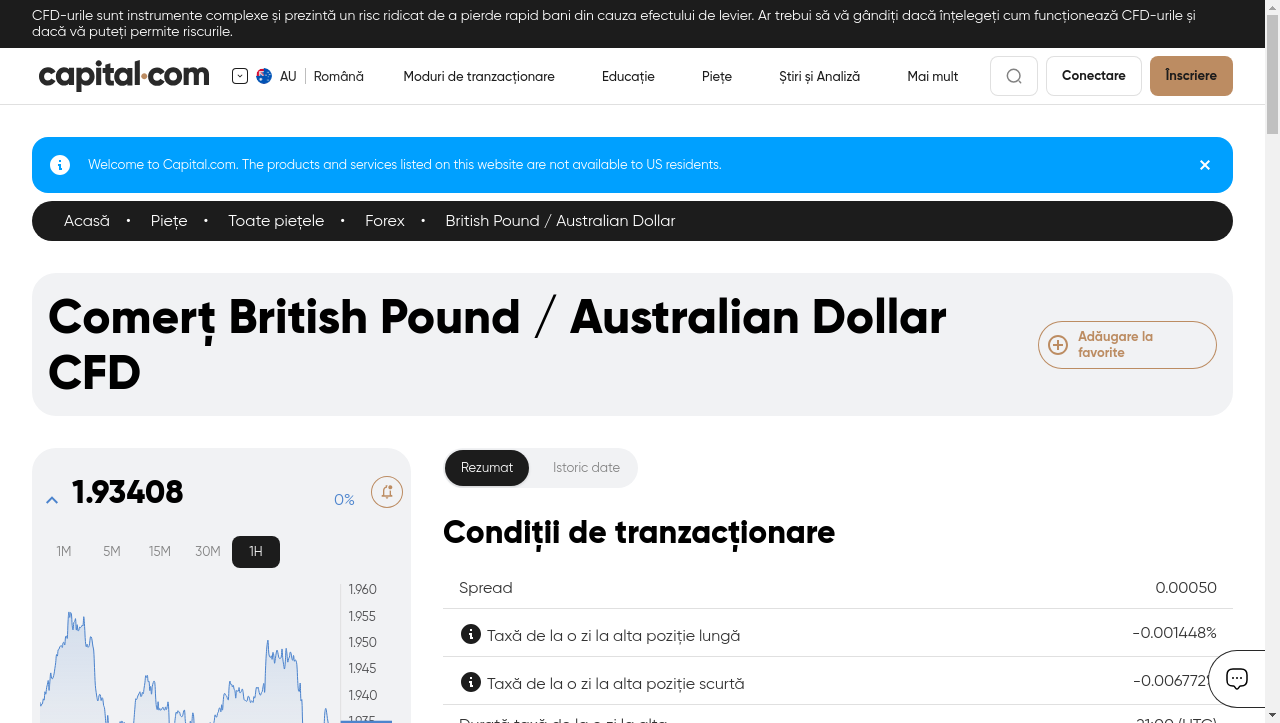 CFD-urile sunt instrumente complexe și prezintă un risc ridicat de a pierde rapid bani din cauza efectului de levier. Ar trebui să vă gândiți dacă înțelegeți cum funcționează CFD-urile și
dacă vă puteți permite riscurile.
capital.com
AU
Română
Moduri de tranzacționare
Educație
Piețe
Știri și Analiză
Mai mult
Conectare
Înscriere
Welcome to Capital.com. The products and services listed on this website are not available to US residents.
Acasă • Piețe • Toate piețele • Forex • British Pound / Australian Dollar
Comerț British Pound / Australian Dollar
CFD
Adăugare la
favorite
1.93408
0%
1M 5M 15M 30M 1H
1.960
1.955
1.950
1.945
1.940
1.935
Rezumat
Istoric date
Condiții de tranzacționare
Spread 0.00050
Taxă de la o zi la alta poziție lungă -0.001448%
Taxă de la o zi la alta poziție scurtă -0.006772%
Durată taxă de la o zi la alta 21:00 (UTC)